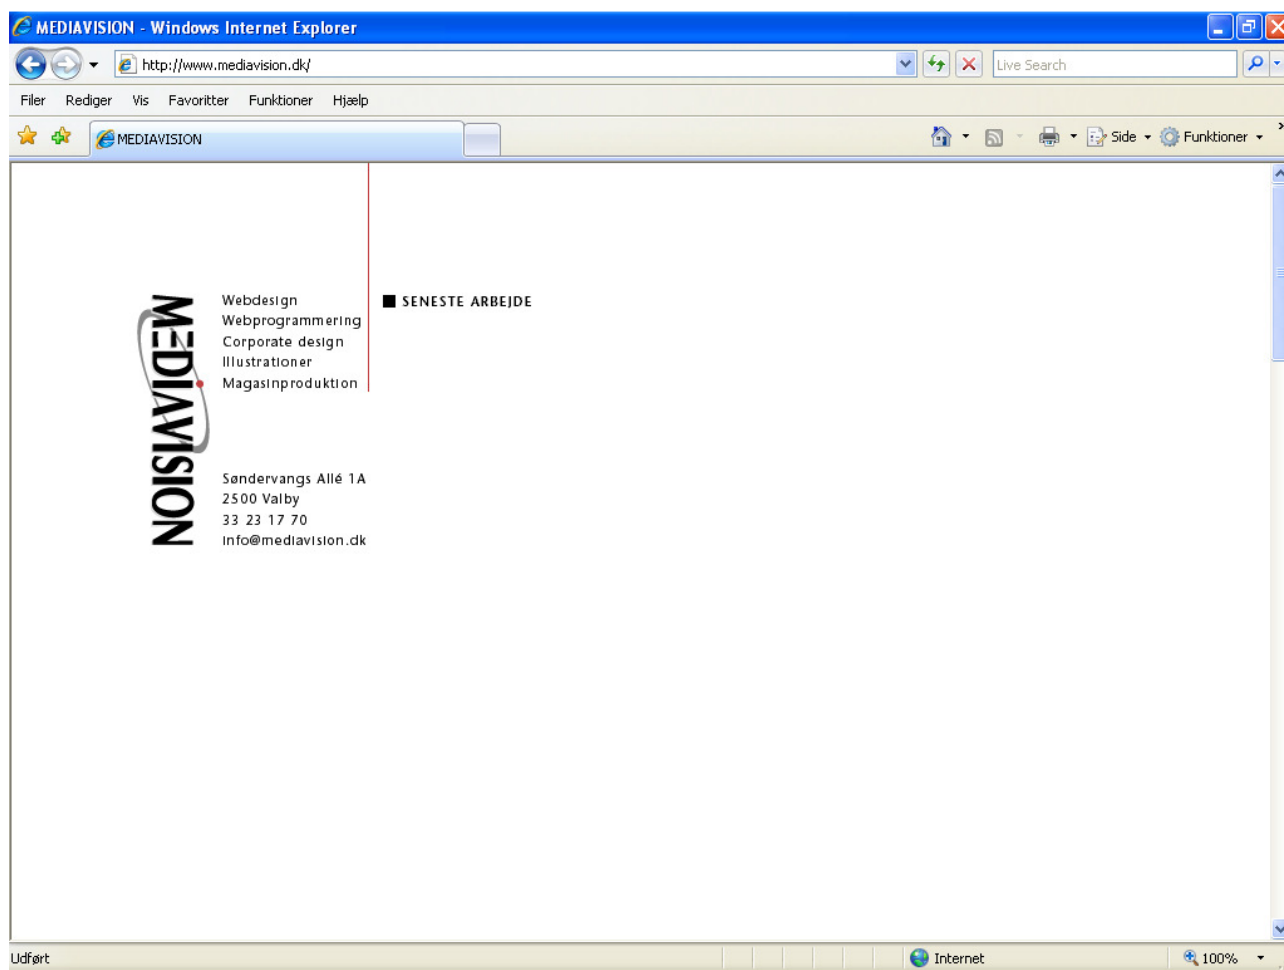 MEDIAVISION - Windows Internet Explorer
http://www.mediavision.dk/
Live Search
Filer Rediger Vis Favoritter Funktioner Hjælp
MEDIAVISION
Side
Funktioner
MEDIAVISION
Webdesign
Webprogrammering
Corporate design
Illustrationer
Magasinproduktion
Søndervangs Allé 1A
2500 Valby
33 23 17 70
info@mediavision.dk
SENESTE ARBEJDE
Udført
Internet
100%